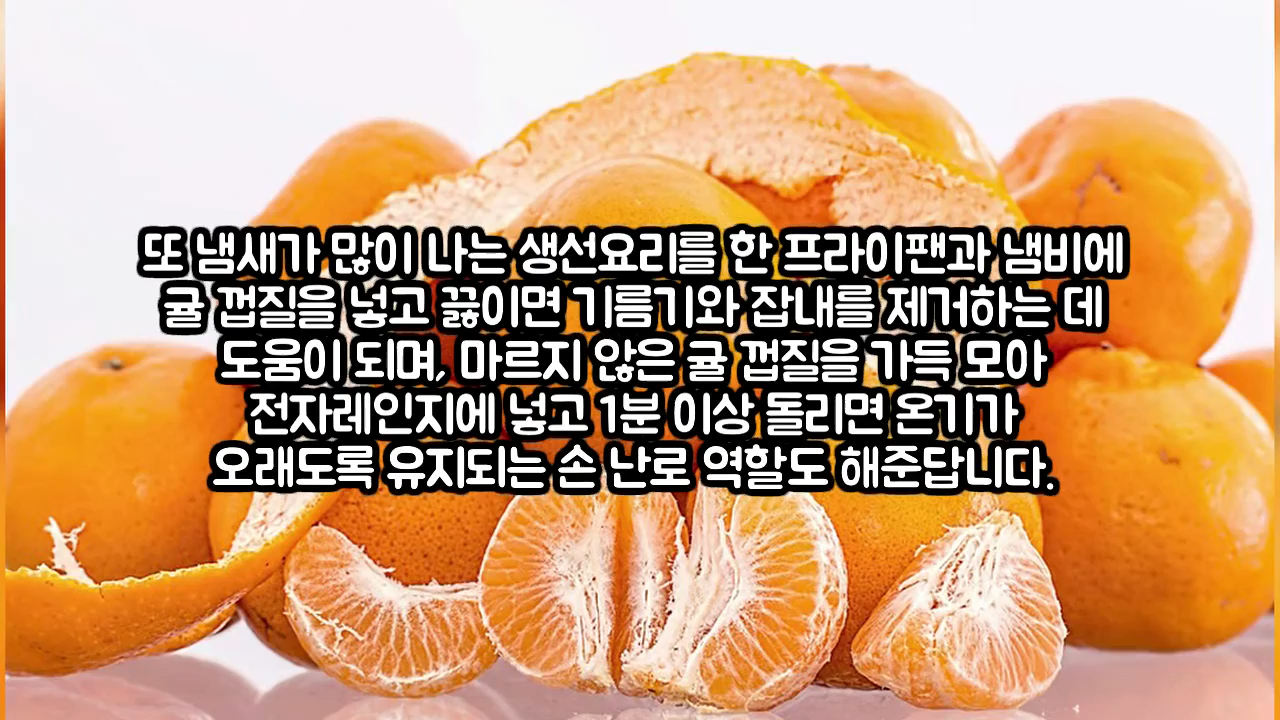 또 냄새가 많이 나는 생선요리를 한 프라이팬과 냄비에
귤 껍질을 넣고 끓이면 기름기와 잡내를 제거하는 데
도움이 되며, 마르지 않은 귤 껍질을 가득 모아
전자레인지에 넣고 1분 이상 돌리면 온기가
오래도록 유지되는 손 난로 역할도 해준답니다.